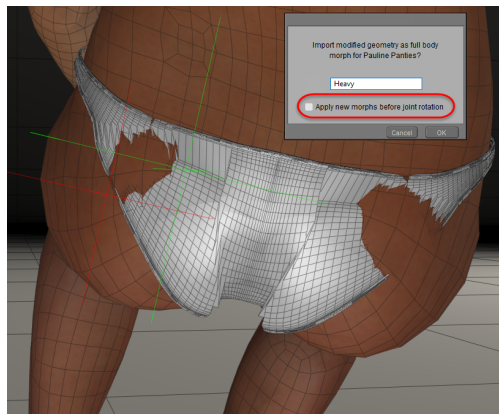 Import modified geometry as full body
morph for Pauline Panties?
Heavy
Apply new morphs before joint rotation
Cancel OK